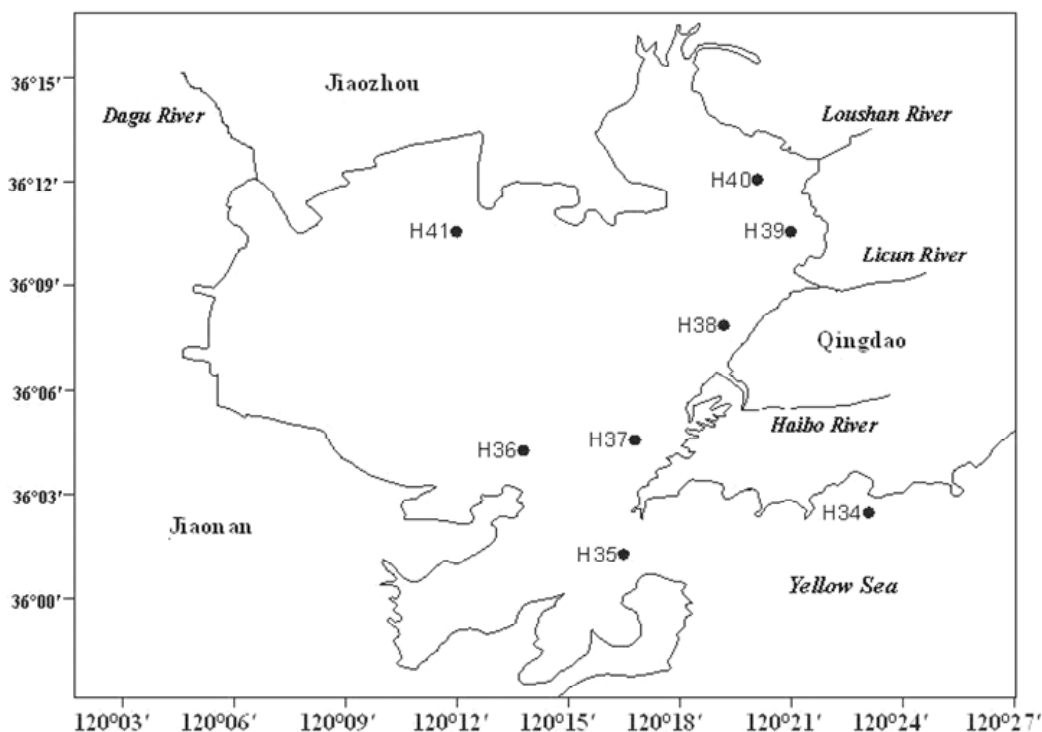 36°15′
Jiaozhou
Dagu River
Loushan River
36°12′
H40
H41
H39
Licun River
36°09′
H38
Qingdao
36°06′
Haibo River
H37
H36
36°03′
H34
Jiaonan
H35
Yellow Sea
36°00′
120°03′ 120°06′ 120°09′ 120°12′ 120°15′ 120°18′ 120°21′ 120°24′ 120°27′